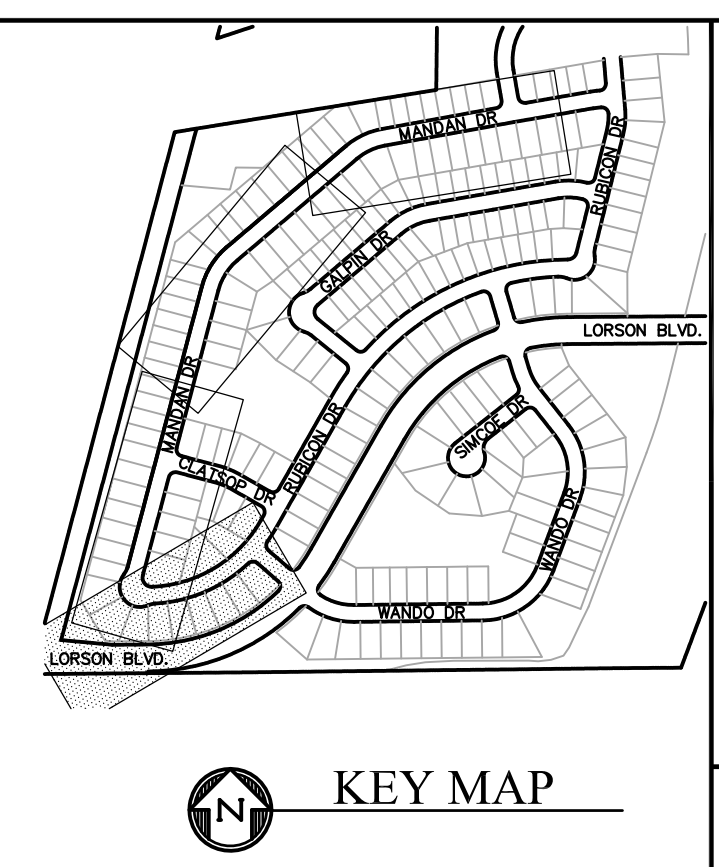 MANDAN DR
RUBICON DR
GALPIN DR
LORSON BLVD.
MANDAN DR
SIMCOE DR
RUBICON DR
CLATSOP DR
WANDO DR
WANDO DR
LORSON BLVD.
N
KEY MAP